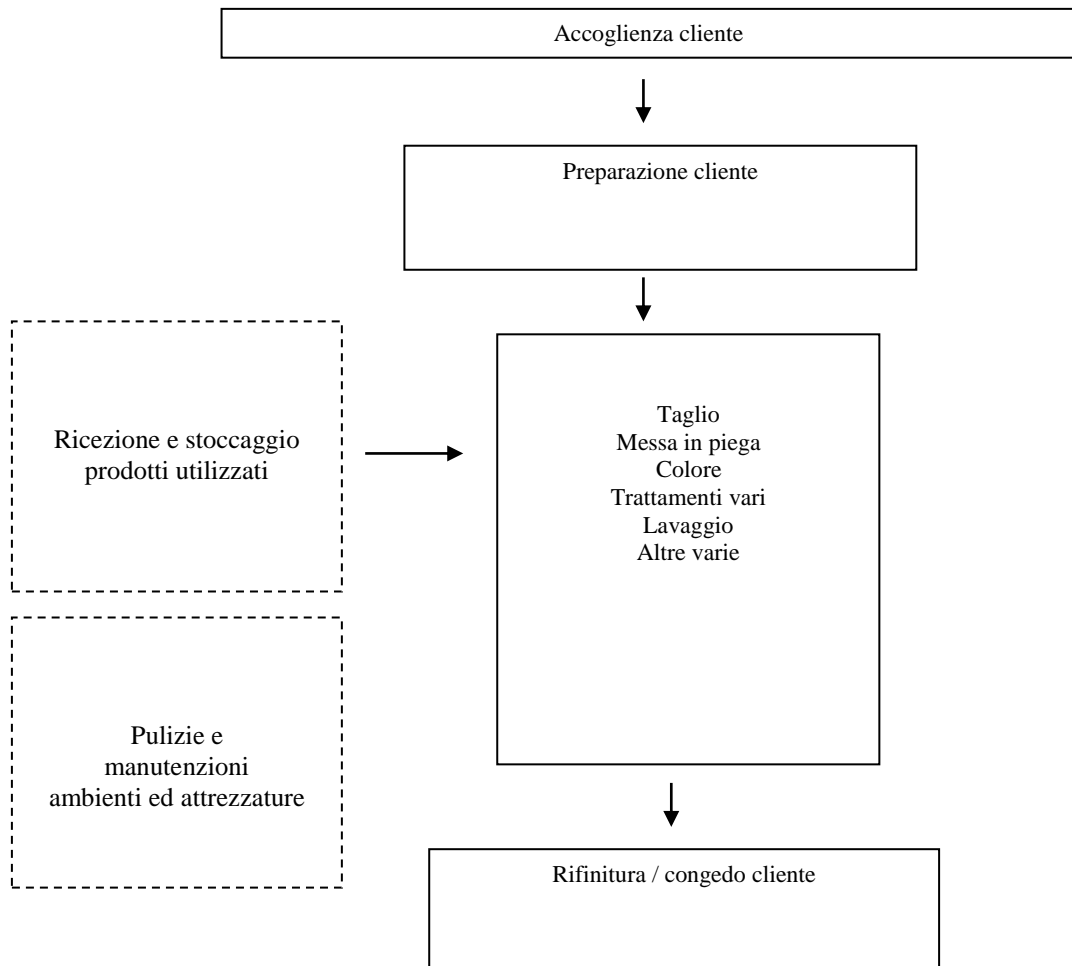 Accoglienza cliente
Preparazione cliente
Ricezione e stoccaggio
prodotti utilizzati
Taglio
Messa in piega
Colore
Trattamenti vari
Lavaggio
Altre varie
Pulizie e
manutenzioni
ambienti ed attrezzature
Rifinitura / congedo cliente